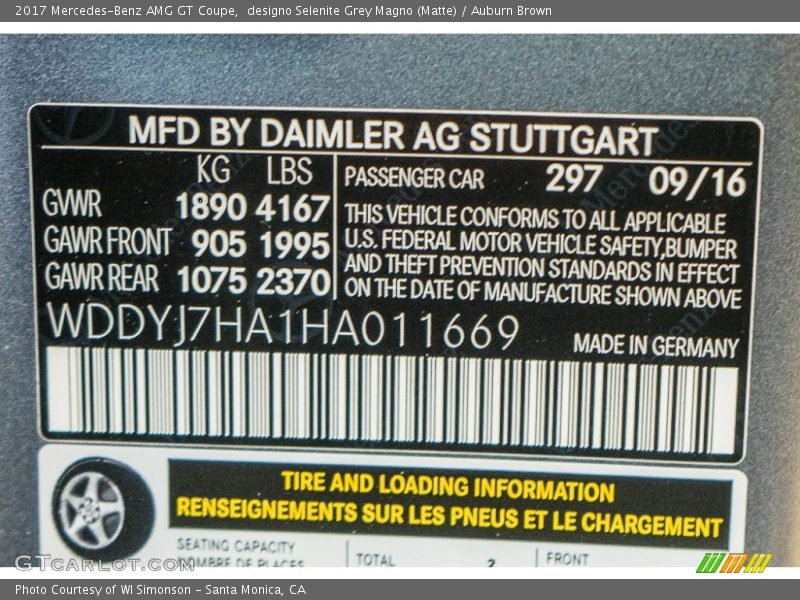 2017 Mercedes-Benz AMG GT Coupe,  designo Selenite Grey Magno (Matte) / Auburn Brown
MFD BY DAIMLER AG STUTTGART
KG LBS
GVWR 1890 4167
GAWR FRONT 905 1995
GAWR REAR 1075 2370
PASSENGER CAR 297 09/16
THIS VEHICLE CONFORMS TO ALL APPLICABLE
U.S. FEDERAL MOTOR VEHICLE SAFETY,BUMPER
AND THEFT PREVENTION STANDARDS IN EFFECT
ON THE DATE OF MANUFACTURE SHOWN ABOVE
WDDYJ7HA1HA011669
MADE IN GERMANY
TIRE AND LOADING INFORMATION
RENSEIGNEMENTS SUR LES PNEUS ET LE CHARGEMENT
SEATING CAPACITY
NOMBRE DE PLACES
TOTAL 2
FRONT
GTcarlot.com
Photo Courtesy of WI Simonson - Santa Monica, CA